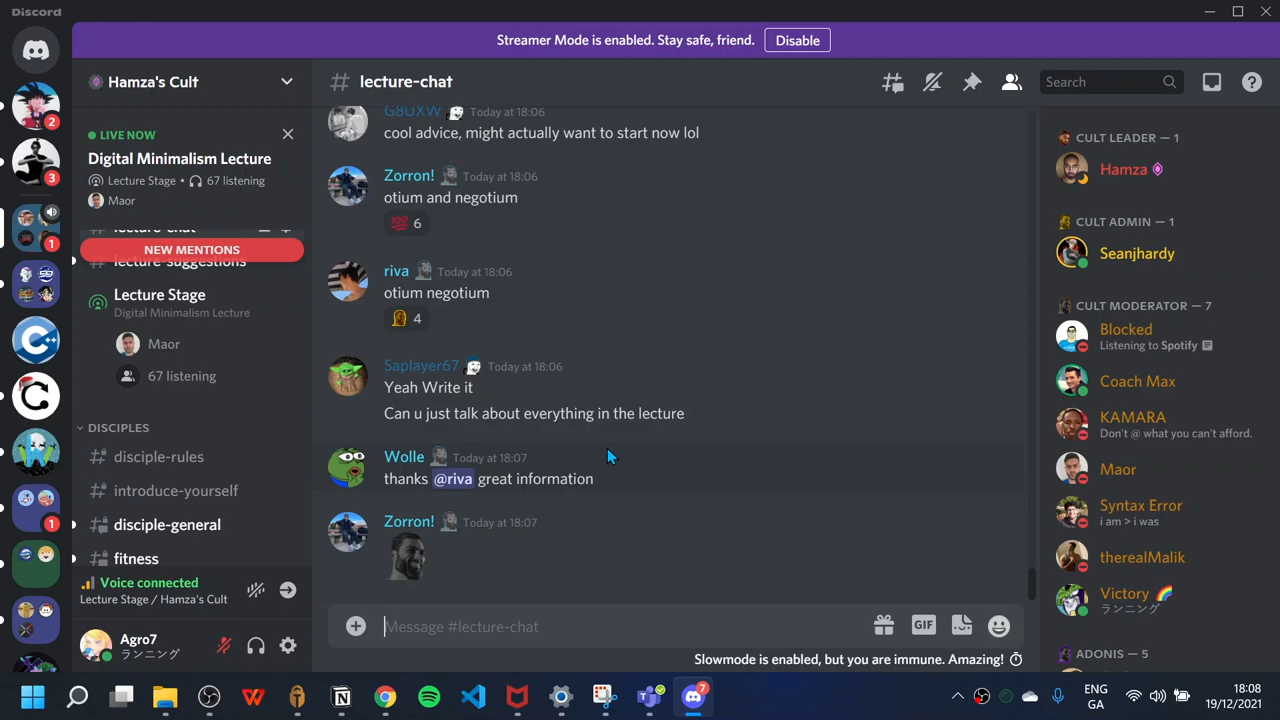 Discord
Streamer Mode is enabled. Stay safe, friend.
Disable
Hamza's Cult
LIVE NOW
Digital Minimalism Lecture
Lecture Stage • 67 listening
Maor
NEW MENTIONS
lecture-suggestions
Lecture Stage
Digital Minimalism Lecture
Maor
67 listening
DISCIPLES
disciple-rules
introduce-yourself
disciple-general
fitness
Voice connected
Lecture Stage / Hamza's Cult
Agro7
ランニング
2
3
1
1
lecture-chat
Search
G8UXW Today at 18:06
cool advice, might actually want to start now lol
Zorron! Today at 18:06
otium and negotium
6
riva Today at 18:06
otium negotium
4
Saplayer67 Today at 18:06
Yeah Write it
Can u just talk about everything in the lecture
Wolle Today at 18:07
thanks @riva great information
Zorron! Today at 18:07
Message #lecture-chat
GIF
Slowmode is enabled, but you are immune. Amazing!
CULT LEADER — 1
Hamza
CULT ADMIN — 1
Seanjhardy
CULT MODERATOR — 7
Blocked
Listening to Spotify
Coach Max
KAMARA
Don't @ what you can't afford.
Maor
Syntax Error
i am > i was
therealMalik
Victory 🌈
ランニング
ADONIS — 5
7
ENG
GA
18:08
19/12/2021